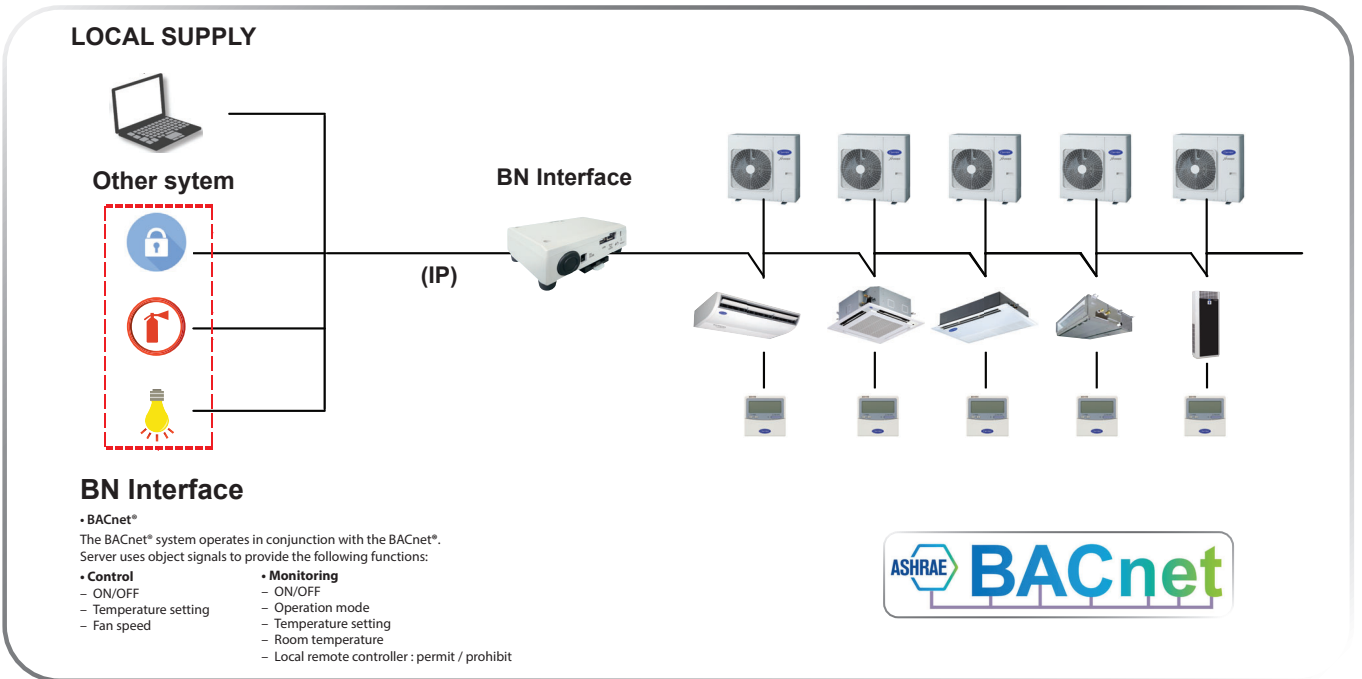 LOCAL SUPPLY
Other sytem
BN Interface
(IP)
BN Interface
• BACnet®
The BACnet® system operates in conjunction with the BACnet®.
Server uses object signals to provide the following functions:
• Control
– ON/OFF
– Temperature setting
– Fan speed
• Monitoring
– ON/OFF
– Operation mode
– Temperature setting
– Room temperature
– Local remote controller : permit / prohibit
ASHRAE BACnet